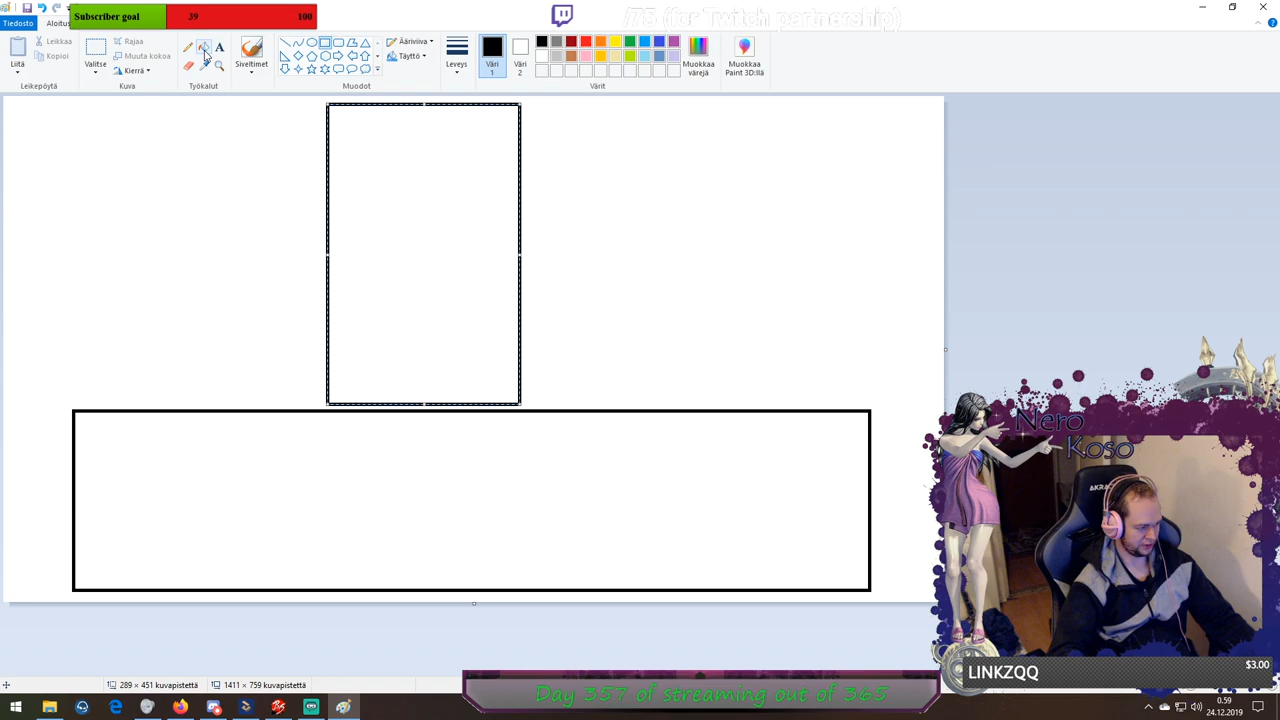 Subscriber goal 39 100
/75 (for Twitch partnership)
Tiedosto Aloitus
Liitä
Leikkaa
Kopioi
Leikepöytä
Valitse
Rajaa
Muuta kokoa
Kierrä
Kuva
A
Työkalut
Siveltimet
Ääriviiva
Täyttö
Muodot
Leveys
Väri 1
Väri 2
Muokkaa värejä
Muokkaa Paint 3D:llä
Värit
Nero
Koso
AKRACING
LINKZQQ $3.00
289 × 451 kuvapistettä
1411 × 759 kuvapistettä
Day 357 of streaming out of 365
0.59
24.12.2019